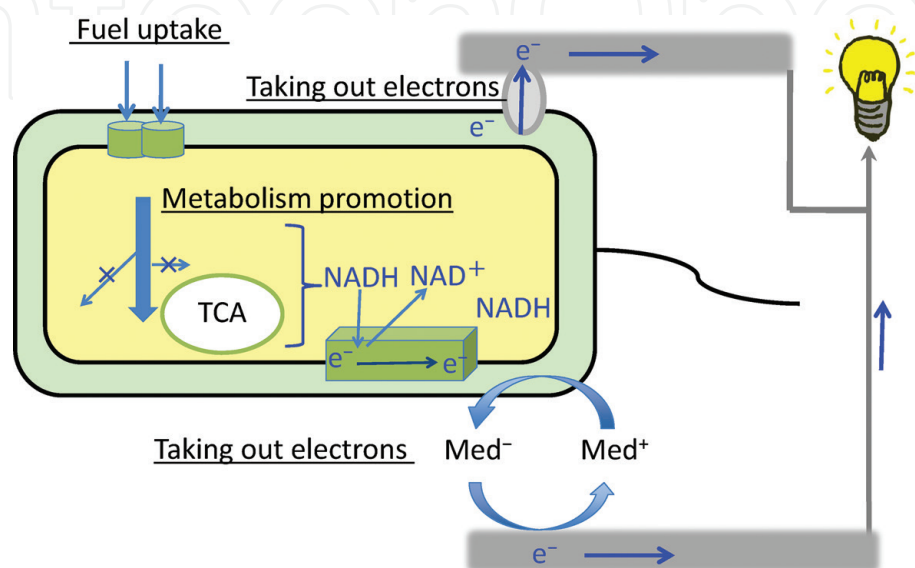 Fuel uptake
Taking out electrons
e⁻
e⁻
Metabolism promotion
NADH NAD⁺
NADH
TCA
e⁻ e⁻
Taking out electrons Med⁻ Med⁺
e⁻